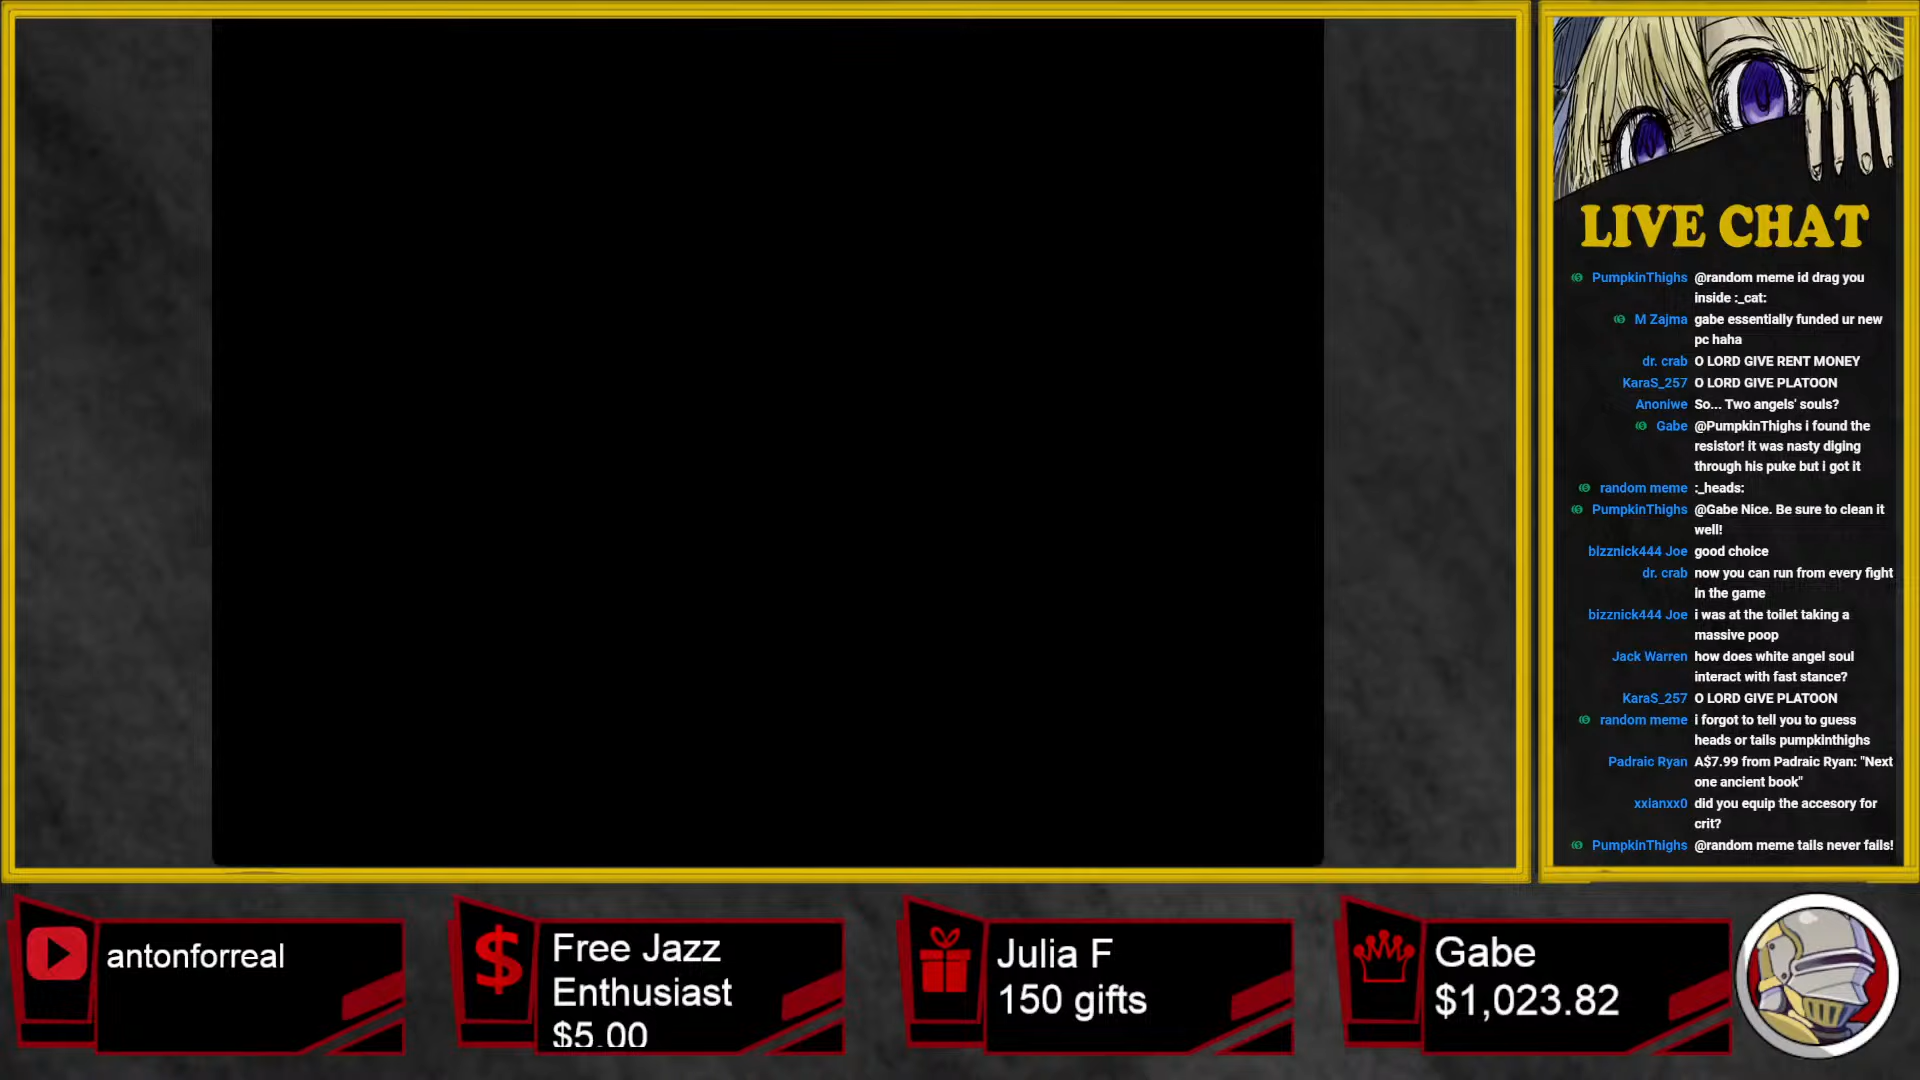 LIVE CHAT
PumpkinThighs @random meme id drag you
inside :_cat:
M Zajma gabe essentially funded ur new
pc haha
dr. crab O LORD GIVE RENT MONEY
KaraS_257 O LORD GIVE PLATOON
Anoniwe So... Two angels' souls?
Gabe @PumpkinThighs i found the
resistor! it was nasty diging
through his puke but i got it
random meme :_heads:
PumpkinThighs @Gabe Nice. Be sure to clean it
well!
bizznick444 Joe good choice
dr. crab now you can run from every fight
in the game
bizznick444 Joe i was at the toilet taking a
massive poop
Jack Warren how does white angel soul
interact with fast stance?
KaraS_257 O LORD GIVE PLATOON
random meme i forgot to tell you to guess
heads or tails pumpkinthighs
Padraic Ryan A$7.99 from Padraic Ryan: "Next
one ancient book"
xxianxx0 did you equip the accesory for
crit?
PumpkinThighs @random meme tails never fails!
antonforreal
Free Jazz
Enthusiast
$5.00
Julia F
150 gifts
Gabe
$1,023.82